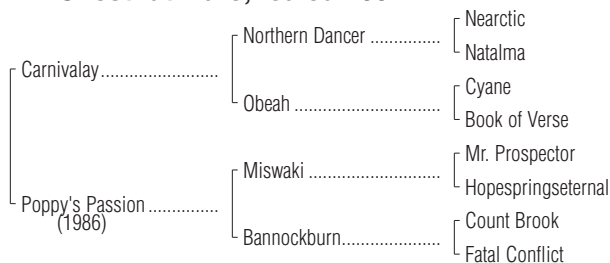 Nearctic
Northern Dancer ..................
Natalma
Carnivalay..............................
Cyane
Obeah .....................................
Book of Verse
Mr. Prospector
Miswaki ..................................
Hopespringseternal
Poppy's Passion ..................
(1986)
Count Brook
Bannockburn.........................
Fatal Conflict